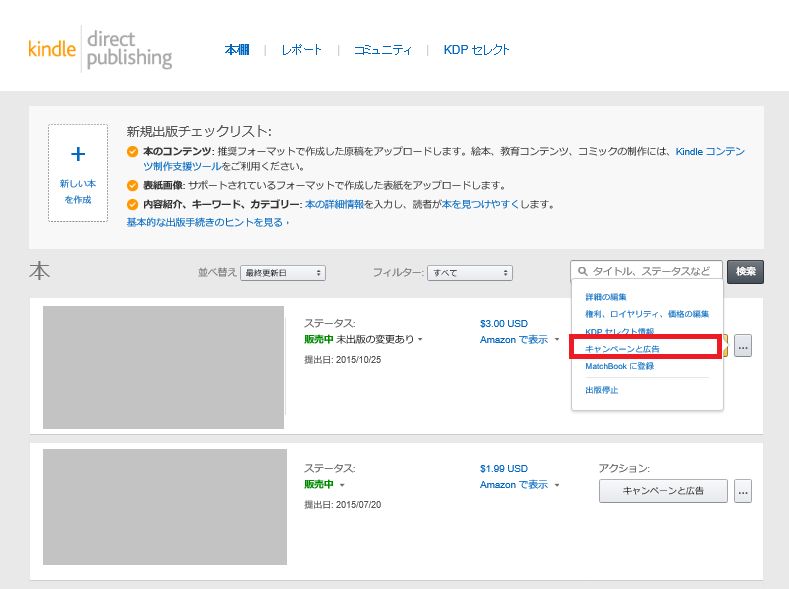 kindle direct publishing
本棚 | レポート | コミュニティ | KDP セレクト
+
新しい本
を作成
新規出版チェックリスト:
本のコンテンツ: 推奨フォーマットで作成した原稿をアップロードします。絵本、教育コンテンツ、コミックの制作には、Kindle コンテン
ツ制作支援ツールをご利用ください。
表紙画像: サポートされているフォーマットで作成した表紙をアップロードします。
内容紹介、キーワード、カテゴリー: 本の詳細情報を入力し、読者が本を見つけやすくします。
基本的な出版手続きのヒントを見る
本
並べ替え 最終更新日
フィルター: すべて
タイトル、ステータスなど
検索
ステータス:
販売中 未出版の変更あり
提出日: 2015/10/25
$3.00 USD
Amazon で表示
詳細の編集
権利、ロイヤリティ、価格の編集
KDP セレクト情報
キャンペーンと広告
MatchBook に登録
出版停止
...
ステータス:
販売中
提出日: 2015/07/20
$1.99 USD
Amazon で表示
アクション:
キャンペーンと広告
...